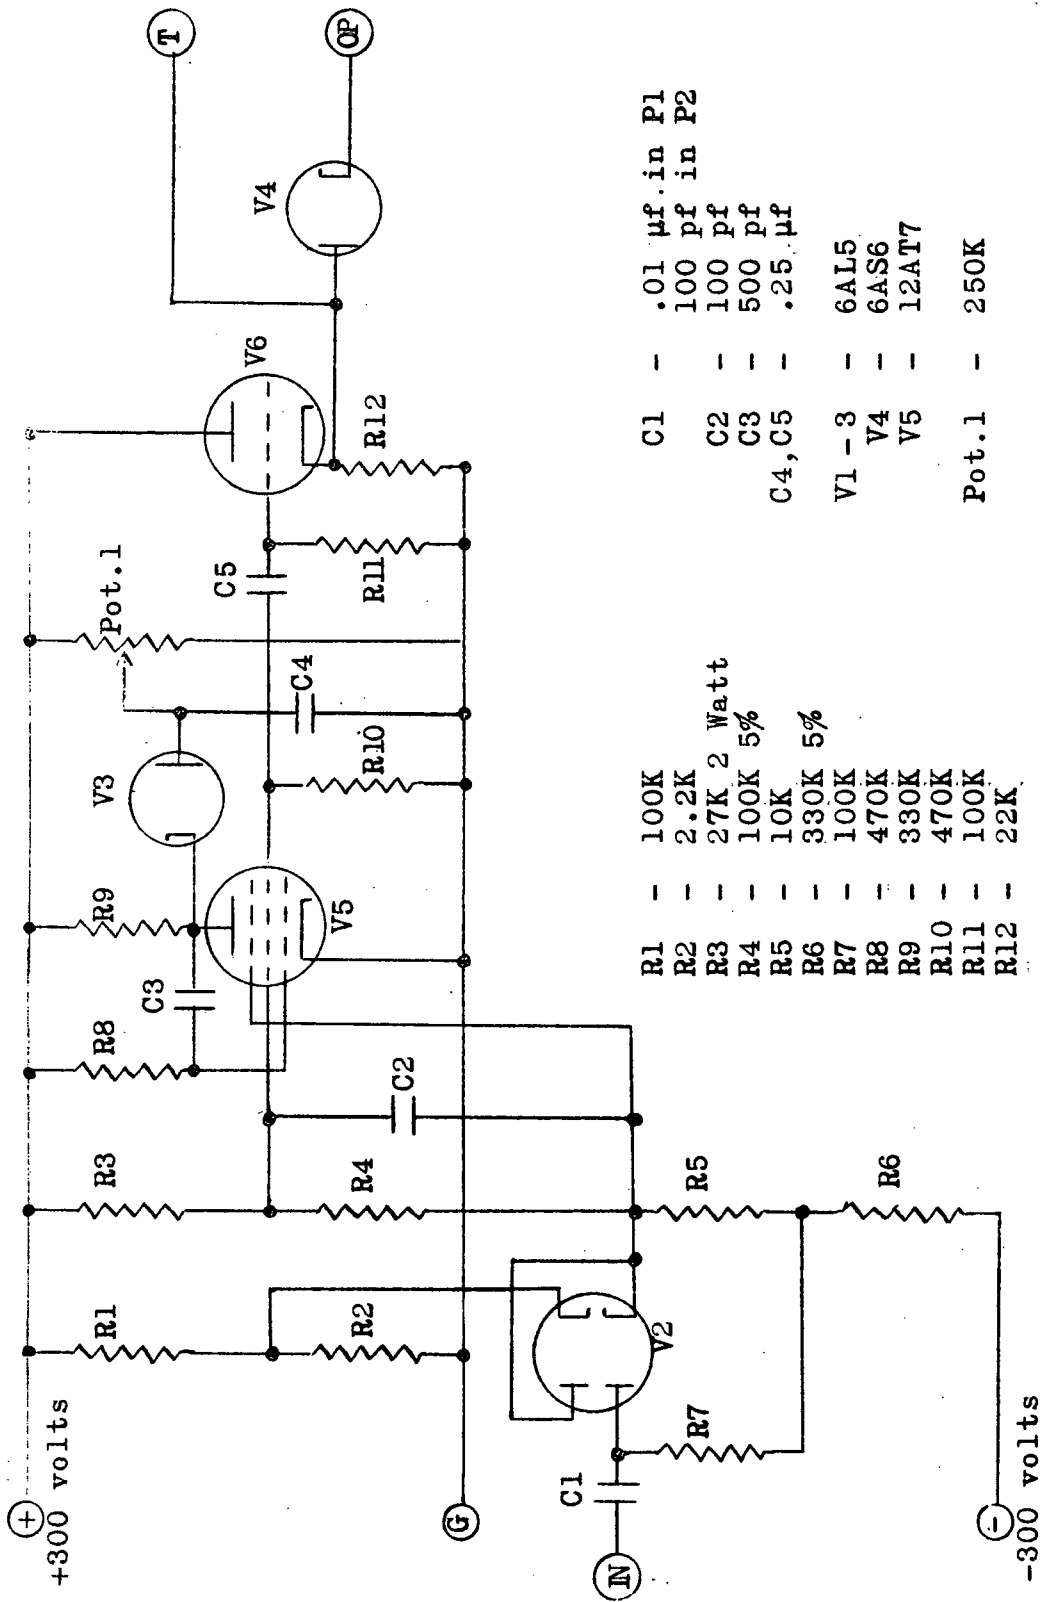 +
+300 volts
R1
R3
R8
R9
Pot.1
T
C3
V3
C5
V6
V4
OP
R2
R4
C2
V5
R10
C4
R11
R12
G
IN
C1
R7
V2
R5
R6
-
-300 volts
R1 - 100K
R2 - 2.2K
R3 - 27K 2 Watt
R4 - 100K 5%
R5 - 10K
R6 - 330K 5%
R7 - 100K
R8 - 470K
R9 - 330K
R10 - 470K
R11 - 100K
R12 - 22K
C1 - .01 µf.in P1
100 pf in P2
C2 - 100 pf
C3 - 500 pf
C4,C5 - .25 µf
V1-3 - 6AL5
V4 - 6AS6
V5 - 12AT7
Pot.1 - 250K